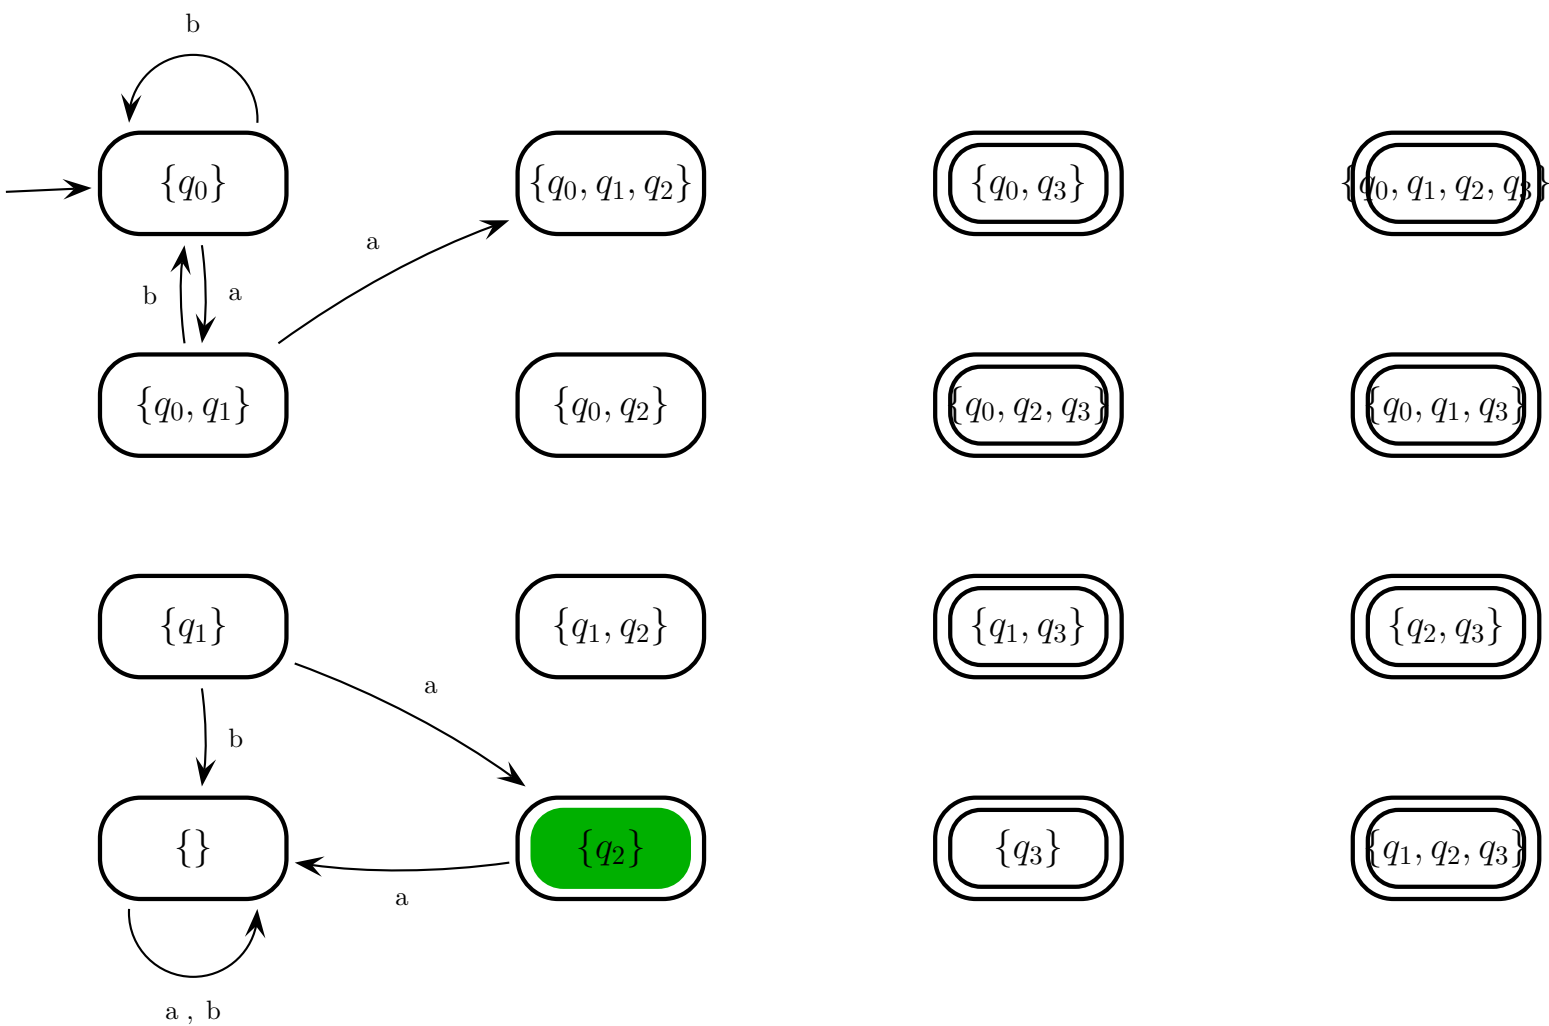 b
{q₀}
{q₀, q₁, q₂}
{q₀, q₃}
{q₀, q₁, q₂, q₃}
a
b
a
{q₀, q₁}
{q₀, q₂}
{q₀, q₂, q₃}
{q₀, q₁, q₃}
{q₁}
{q₁, q₂}
{q₁, q₃}
{q₂, q₃}
a
b
{}
{q₂}
{q₃}
{q₁, q₂, q₃}
a
a , b